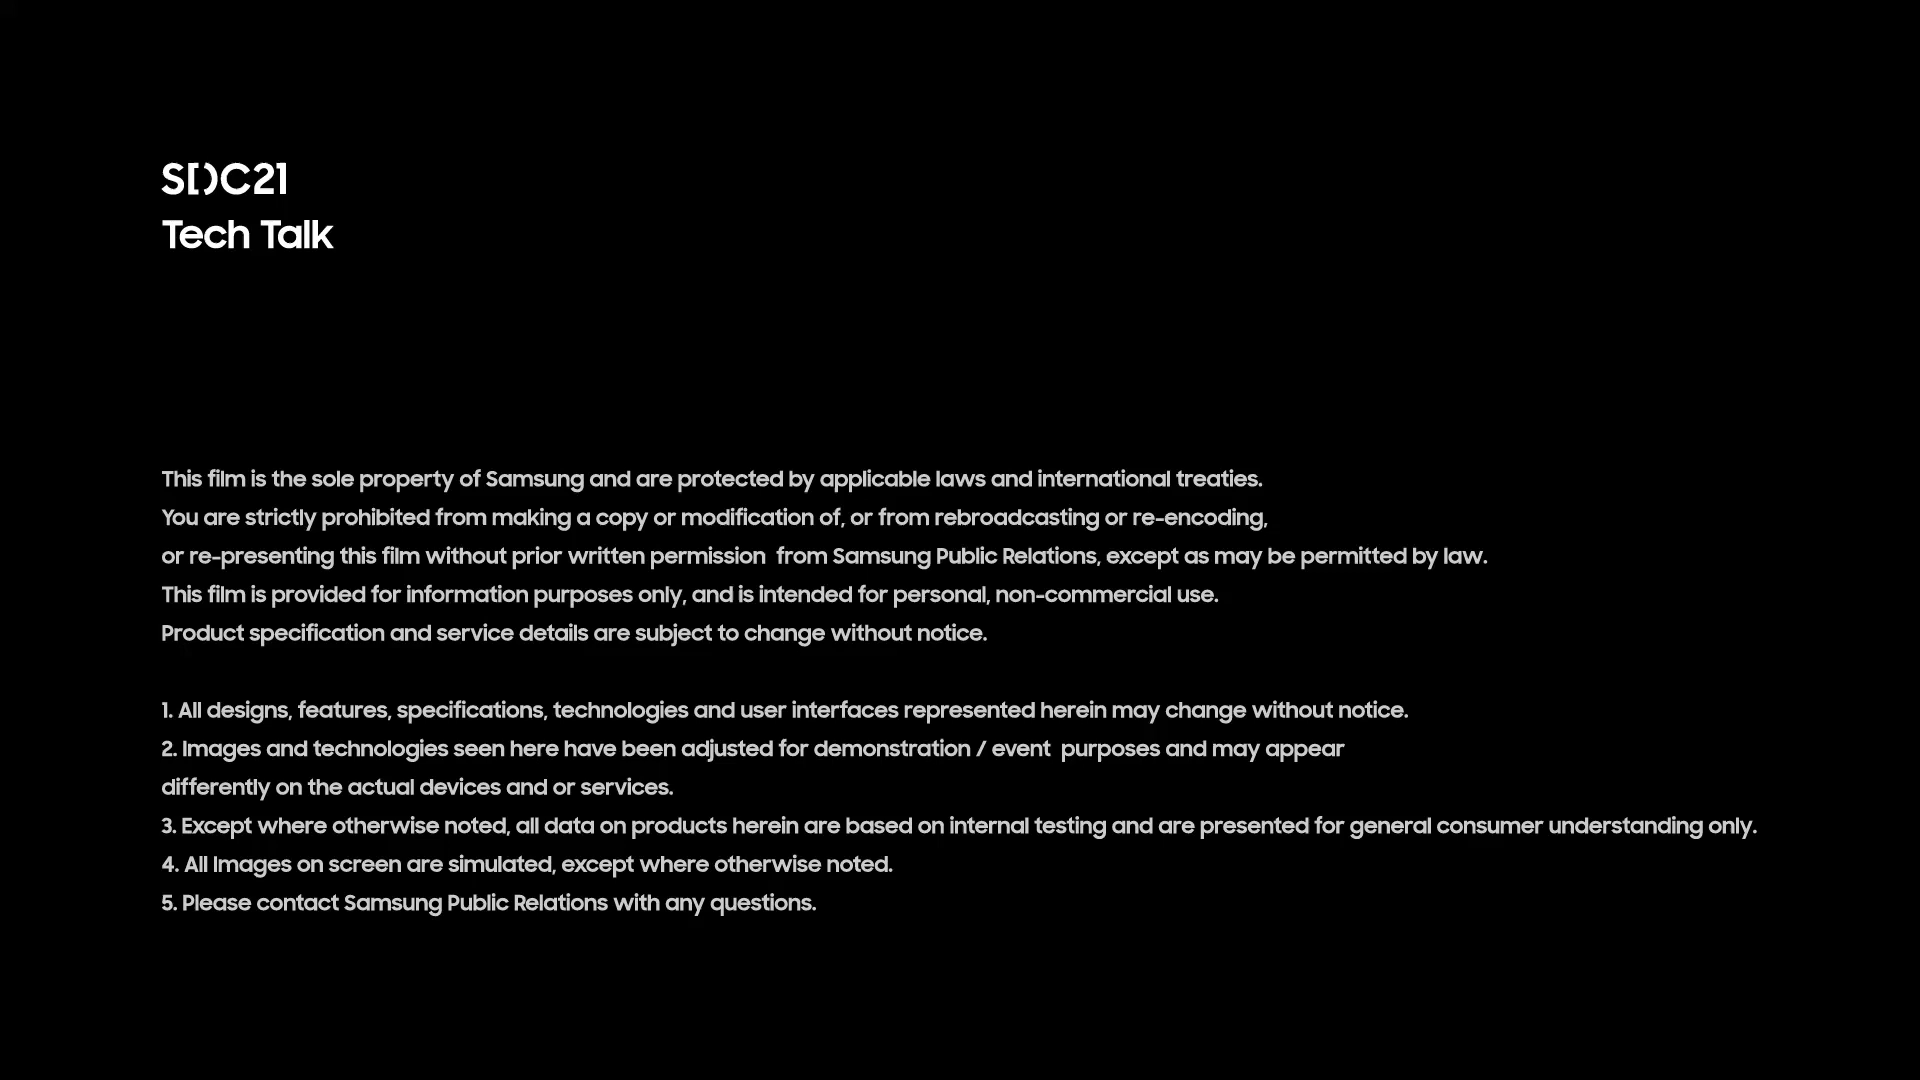 SDC21
Tech Talk
This film is the sole property of Samsung and are protected by applicable laws and international treaties.
You are strictly prohibited from making a copy or modification of, or from rebroadcasting or re-encoding,
or re-presenting this film without prior written permission  from Samsung Public Relations, except as may be permitted by law.
This film is provided for information purposes only, and is intended for personal, non-commercial use.
Product specification and service details are subject to change without notice.
1. All designs, features, specifications, technologies and user interfaces represented herein may change without notice.
2. Images and technologies seen here have been adjusted for demonstration / event  purposes and may appear
differently on the actual devices and or services.
3. Except where otherwise noted, all data on products herein are based on internal testing and are presented for general consumer understanding only.
4. All Images on screen are simulated, except where otherwise noted.
5. Please contact Samsung Public Relations with any questions.